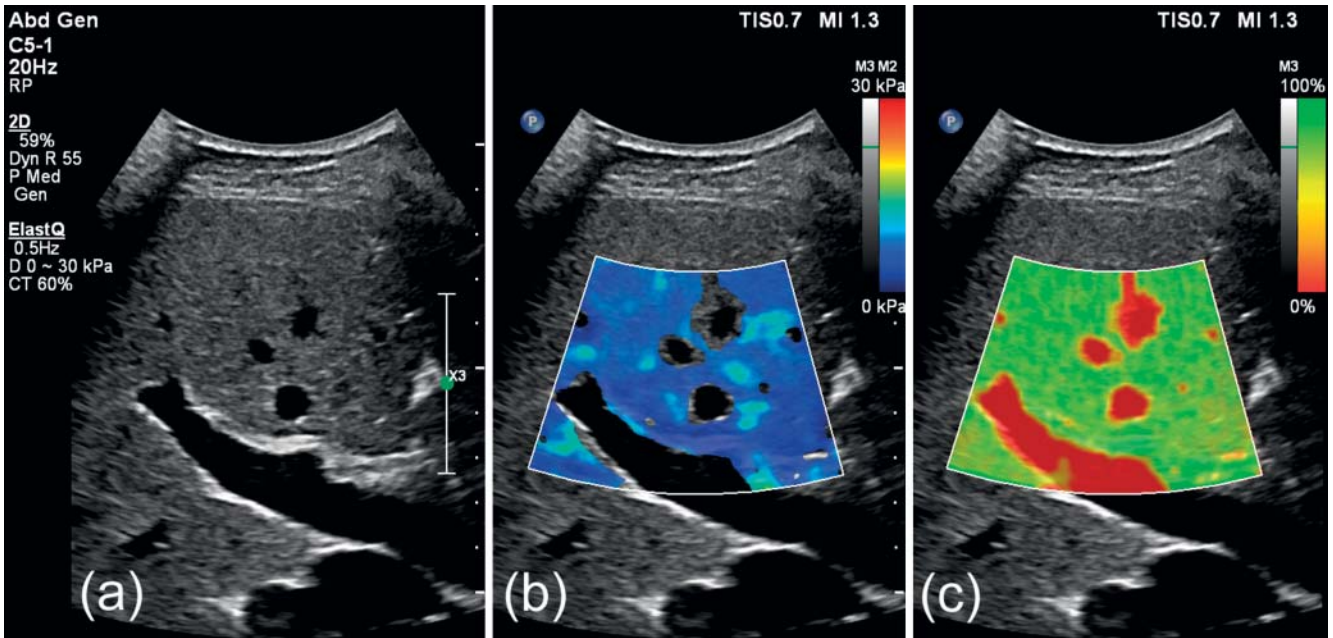 Abd Gen
C5-1
20Hz
RP
2D
59%
Dyn R 55
P Med
Gen
ElastQ
0.5Hz
D 0 ~ 30 kPa
CT 60%
X3
(a)
TIS0.7 MI 1.3
M3 M2
30 kPa
P
0 kPa
(b)
TIS0.7 MI 1.3
M3
100%
P
0%
(c)